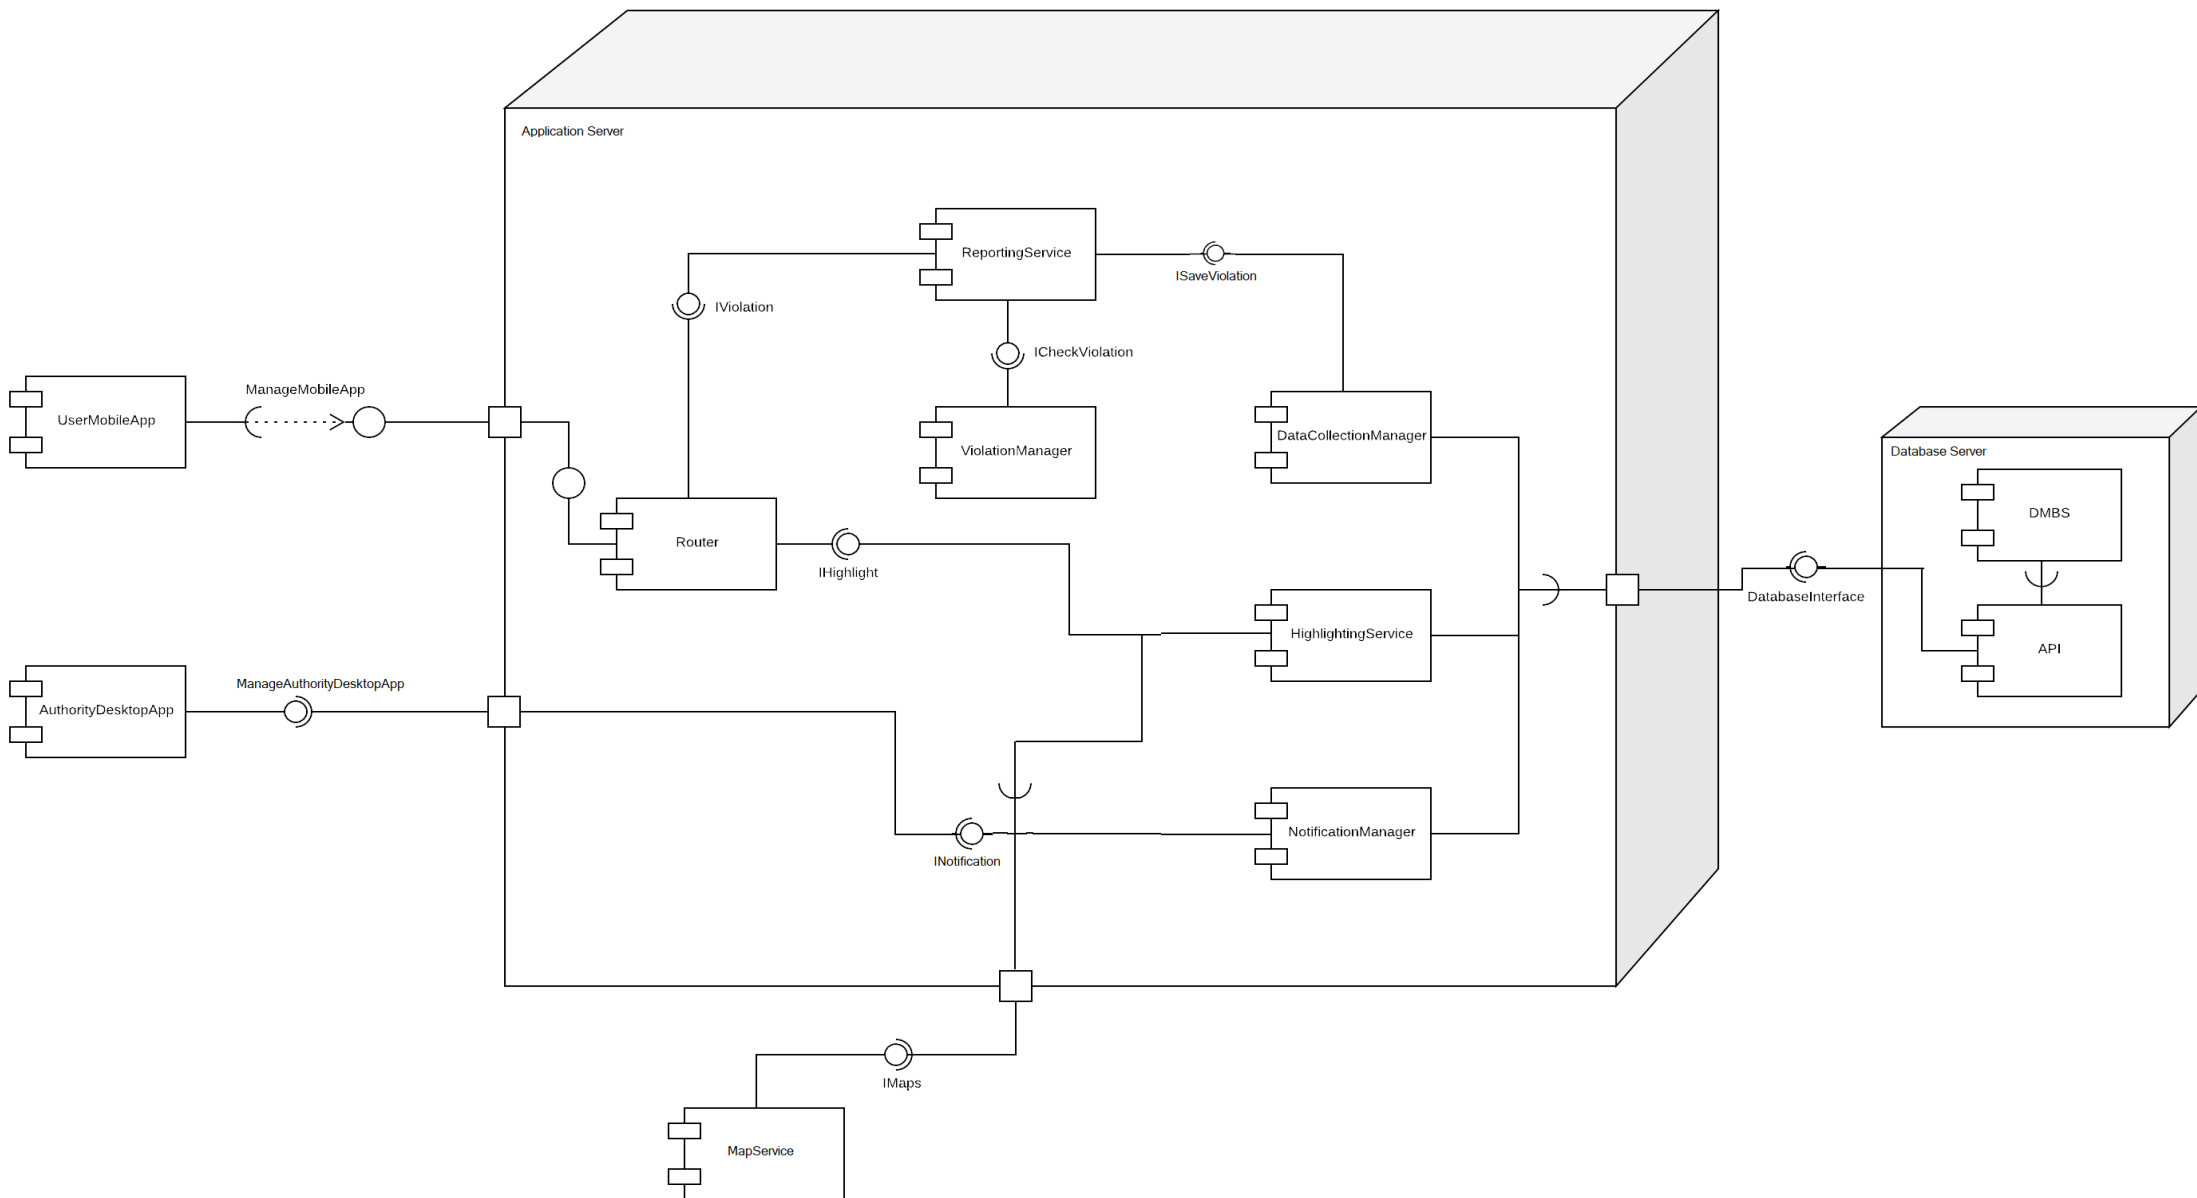 Application Server
ReportingService
ISaveViolation
IViolation
ICheckViolation
ManageMobileApp
UserMobileApp
DataCollectionManager
ViolationManager
Database Server
DMBS
Router
IHighlight
DatabaseInterface
HighlightingService
API
ManageAuthorityDesktopApp
AuthorityDesktopApp
NotificationManager
INotification
IMaps
MapService